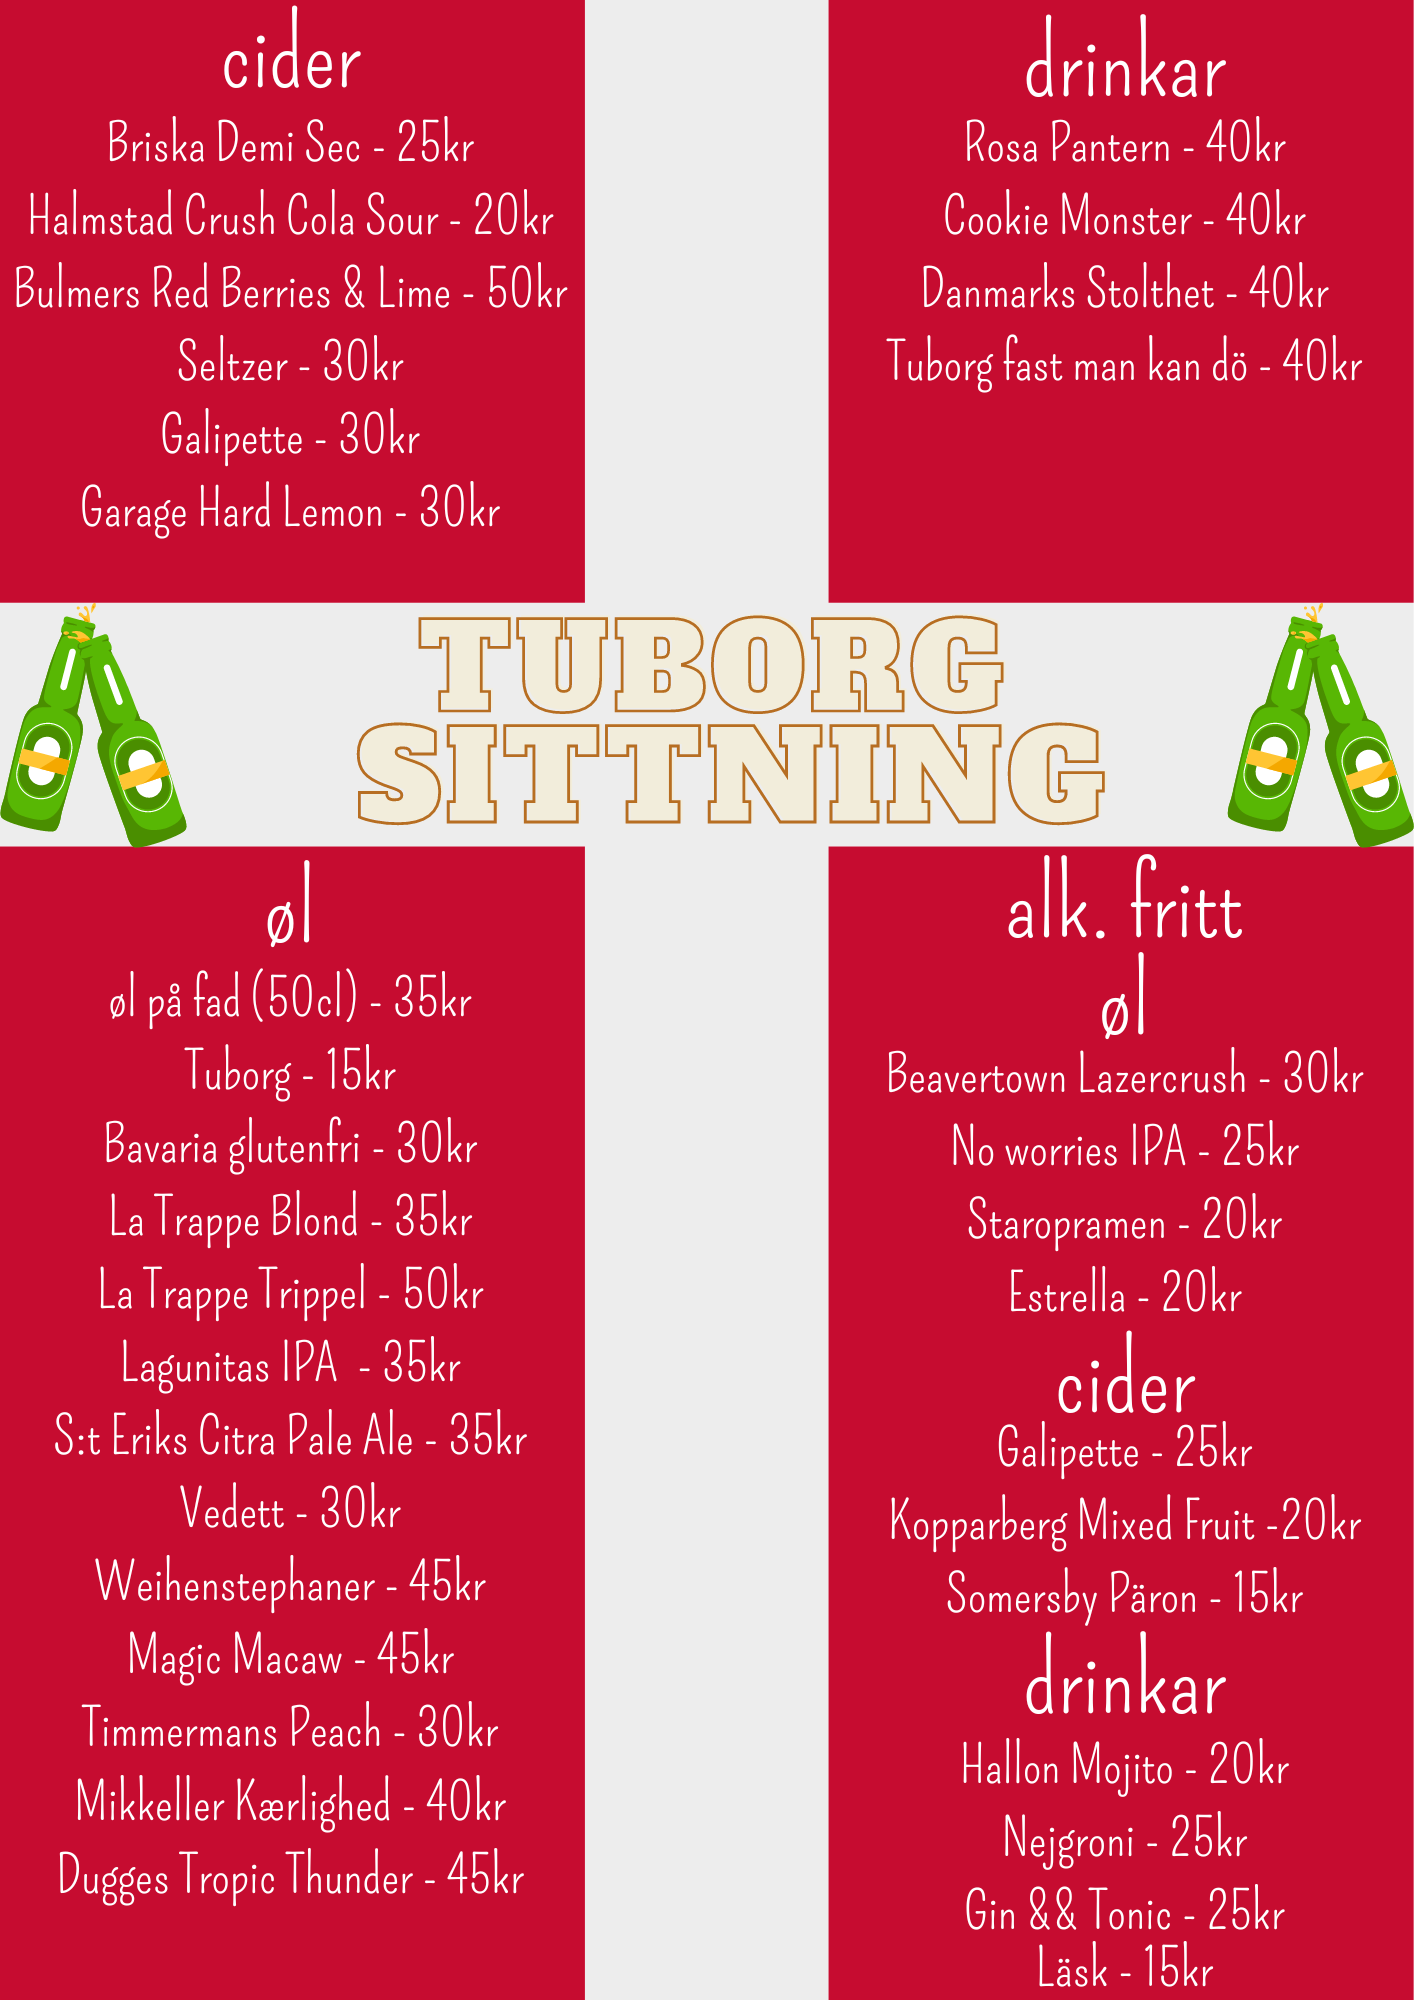 cider
Briska Demi Sec - 25kr
Halmstad Crush Cola Sour - 20kr
Bulmers Red Berries & Lime - 50kr
Seltzer - 30kr
Galipette - 30kr
Garage Hard Lemon - 30kr
drinkar
Rosa Pantern - 40kr
Cookie Monster - 40kr
Danmarks Stolthet - 40kr
Tuborg fast man kan dö - 40kr
TUBORG
SITTNING
øl
øl på fad (50cl) - 35kr
Tuborg - 15kr
Bavaria glutenfri - 30kr
La Trappe Blond - 35kr
La Trappe Trippel - 50kr
Lagunitas IPA - 35kr
S:t Eriks Citra Pale Ale - 35kr
Vedett - 30kr
Weihenstephaner - 45kr
Magic Macaw - 45kr
Timmermans Peach - 30kr
Mikkeller Kærlighed - 40kr
Dugges Tropic Thunder - 45kr
alk. fritt
øl
Beavertown Lazercrush - 30kr
No worries IPA - 25kr
Staropramen - 20kr
Estrella - 20kr
cider
Galipette - 25kr
Kopparberg Mixed Fruit -20kr
Somersby Päron - 15kr
drinkar
Hallon Mojito - 20kr
Nejgroni - 25kr
Gin && Tonic - 25kr
Läsk - 15kr